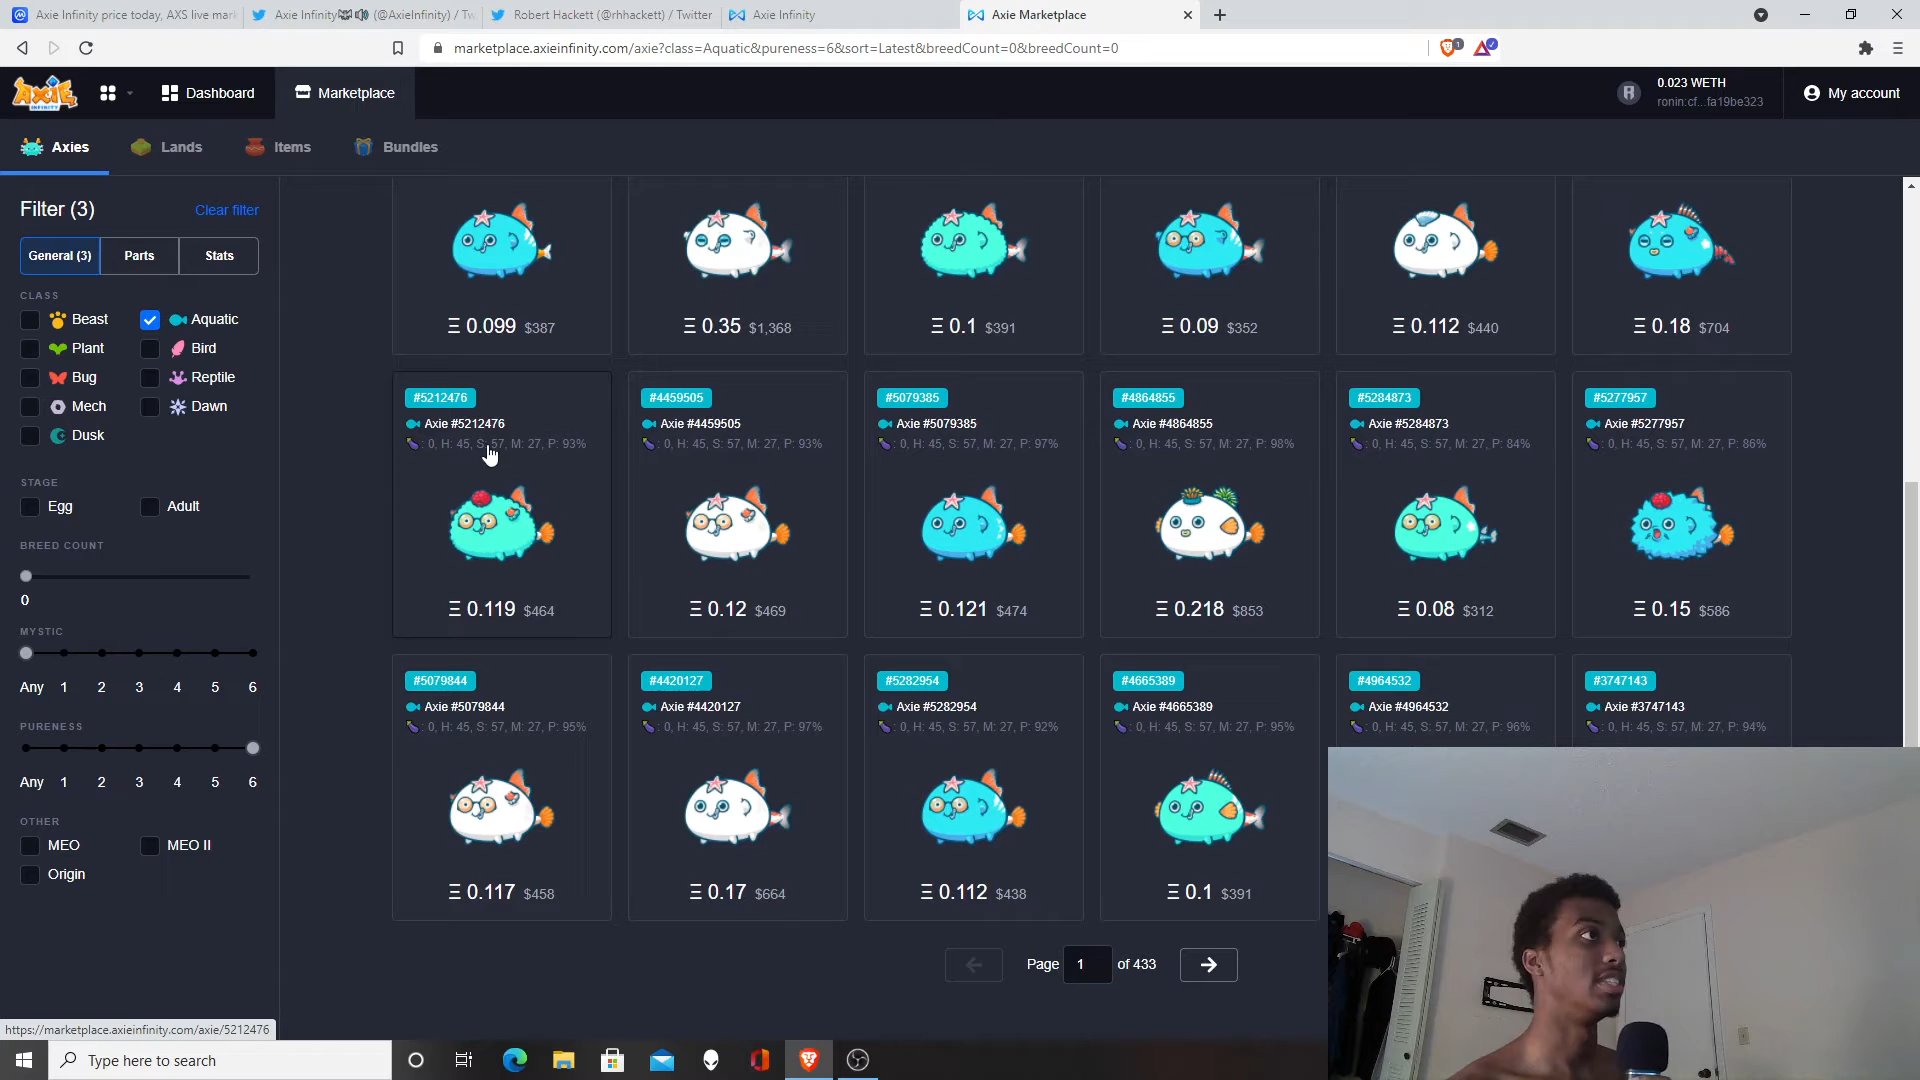 Axie Infinity price today, AXS live mark
Axie Infinity (@AxieInfinity) / Tw
Robert Hackett (@rhhackett) / Twitter
Axie Infinity
Axie Marketplace
marketplace.axieinfinity.com/axie?class=Aquatic&pureness=6&sort=Latest&breedCount=0&breedCount=0
1
AXIE INFINITY
Dashboard
Marketplace
0.023 WETH
ronin:cf...fa19be323
My account
Axies
Lands
Items
Bundles
Filter (3)
Clear filter
General (3)
Parts
Stats
CLASS
Beast
Aquatic
Plant
Bird
Bug
Reptile
Mech
Dawn
Dusk
STAGE
Egg
Adult
BREED COUNT
0
MYSTIC
Any 1 2 3 4 5 6
PURENESS
Any 1 2 3 4 5 6
OTHER
MEO
MEO II
Origin
Ξ 0.099 $387
Ξ 0.35 $1,368
Ξ 0.1 $391
Ξ 0.09 $352
Ξ 0.112 $440
Ξ 0.18 $704
#5212476
Axie #5212476
: 0, H: 45, S: 57, M: 27, P: 93%
Ξ 0.119 $464
#4459505
Axie #4459505
: 0, H: 45, S: 57, M: 27, P: 93%
Ξ 0.12 $469
#5079385
Axie #5079385
: 0, H: 45, S: 57, M: 27, P: 97%
Ξ 0.121 $474
#4864855
Axie #4864855
: 0, H: 45, S: 57, M: 27, P: 98%
Ξ 0.218 $853
#5284873
Axie #5284873
: 0, H: 45, S: 57, M: 27, P: 84%
Ξ 0.08 $312
#5277957
Axie #5277957
: 0, H: 45, S: 57, M: 27, P: 86%
Ξ 0.15 $586
#5079844
Axie #5079844
: 0, H: 45, S: 57, M: 27, P: 95%
Ξ 0.117 $458
#4420127
Axie #4420127
: 0, H: 45, S: 57, M: 27, P: 97%
Ξ 0.17 $664
#5282954
Axie #5282954
: 0, H: 45, S: 57, M: 27, P: 92%
Ξ 0.112 $438
#4665389
Axie #4665389
: 0, H: 45, S: 57, M: 27, P: 95%
Ξ 0.1 $391
#4964532
Axie #4964532
: 0, H: 45, S: 57, M: 27, P: 96%
#3747143
Axie #3747143
: 0, H: 45, S: 57, M: 27, P: 94%
Page 1 of 433
https://marketplace.axieinfinity.com/axie/5212476
Type here to search